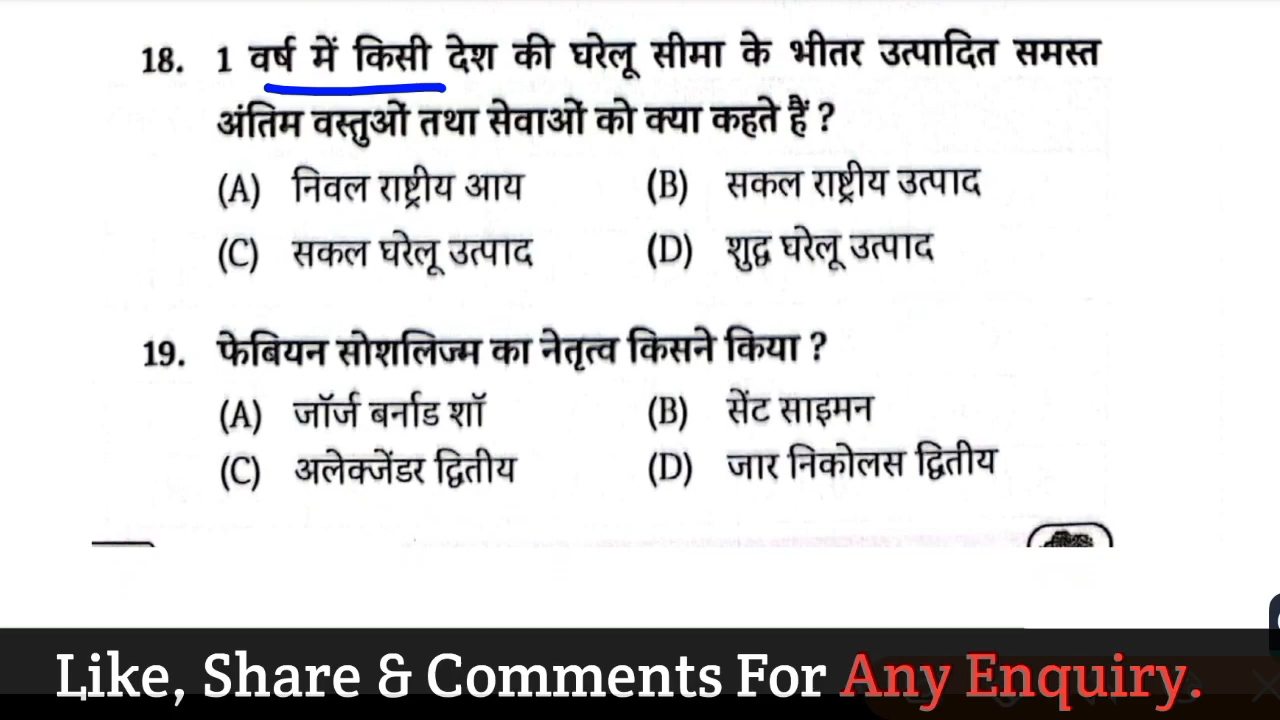 18. 1 वर्ष में किसी देश की घरेलू सीमा के भीतर उत्पादित समस्त
अंतिम वस्तुओं तथा सेवाओं को क्या कहते हैं ?
(A) निवल राष्ट्रीय आय (B) सकल राष्ट्रीय उत्पाद
(C) सकल घरेलू उत्पाद (D) शुद्ध घरेलू उत्पाद
19. फेबियन सोशलिज्म का नेतृत्व किसने किया ?
(A) जॉर्ज बर्नाड शॉ (B) सेंट साइमन
(C) अलेक्जेंडर द्वितीय (D) जार निकोलस द्वितीय
Like, Share & Comments For Any Enquiry.